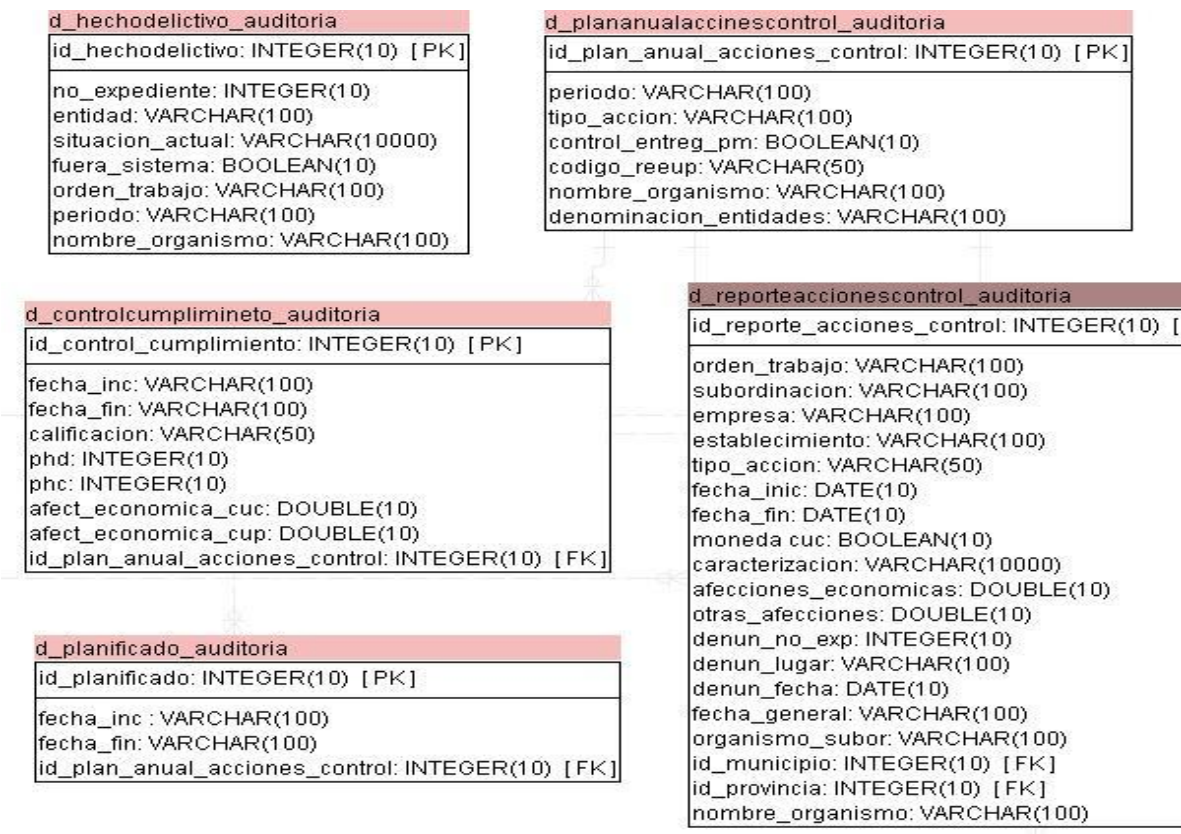 d_hechodelictivo_auditoria
id_hechodelictivo: INTEGER(10) [PK]
no_expediente: INTEGER(10)
entidad: VARCHAR(100)
situacion_actual: VARCHAR(10000)
fuera_sistema: BOOLEAN(10)
orden_trabajo: VARCHAR(100)
periodo: VARCHAR(100)
nombre_organismo: VARCHAR(100)
d_plananualaccinescontrol_auditoria
id_plan_anual_acciones_control: INTEGER(10) [PK]
periodo: VARCHAR(100)
tipo_accion: VARCHAR(100)
control_entreg_pm: BOOLEAN(10)
codigo_reeup: VARCHAR(50)
nombre_organismo: VARCHAR(100)
denominacion_entidades: VARCHAR(100)
d_controlcumplimineto_auditoria
id_control_cumplimiento: INTEGER(10) [PK]
fecha_inc: VARCHAR(100)
fecha_fin: VARCHAR(100)
calificacion: VARCHAR(50)
phd: INTEGER(10)
phc: INTEGER(10)
afect_economica_cuc: DOUBLE(10)
afect_economica_cup: DOUBLE(10)
id_plan_anual_acciones_control: INTEGER(10) [FK]
d_planificado_auditoria
id_planificado: INTEGER(10) [PK]
fecha_inc : VARCHAR(100)
fecha_fin: VARCHAR(100)
id_plan_anual_acciones_control: INTEGER(10) [FK]
d_reporteaccionescontrol_auditoria
id_reporte_acciones_control: INTEGER(10) [
orden_trabajo: VARCHAR(100)
subordinacion: VARCHAR(100)
empresa: VARCHAR(100)
establecimiento: VARCHAR(100)
tipo_accion: VARCHAR(50)
fecha_inic: DATE(10)
fecha_fin: DATE(10)
moneda cuc: BOOLEAN(10)
caracterizacion: VARCHAR(10000)
afecciones_economicas: DOUBLE(10)
otras_afecciones: DOUBLE(10)
denun_no_exp: INTEGER(10)
denun_lugar: VARCHAR(100)
denun_fecha: DATE(10)
fecha_general: VARCHAR(100)
organismo_subor: VARCHAR(100)
id_municipio: INTEGER(10) [FK]
id_provincia: INTEGER(10) [FK]
nombre_organismo: VARCHAR(100)